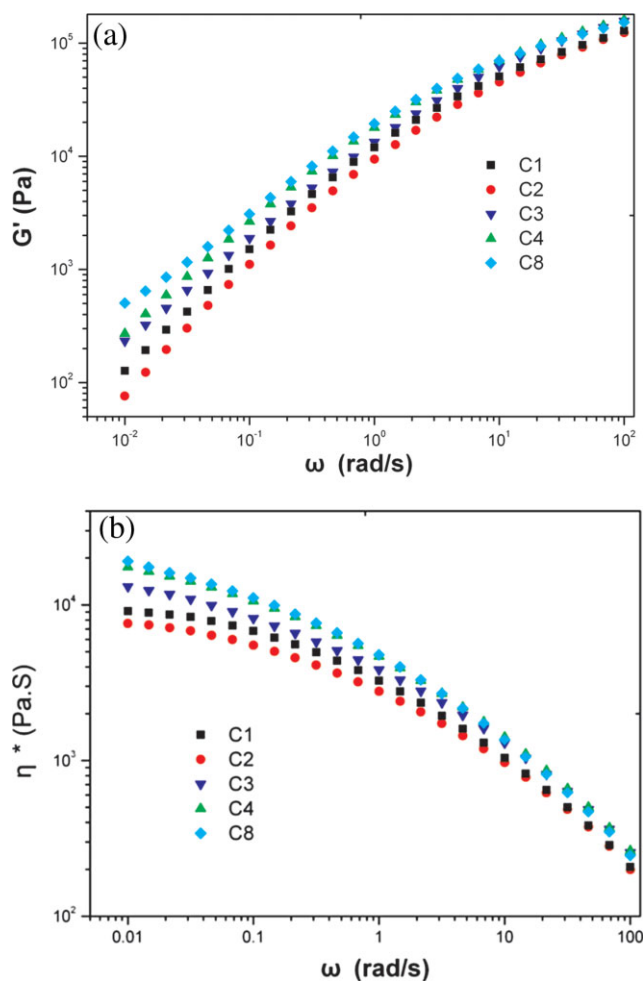 (a)
10⁵
10⁴
10³
10²
G' (Pa)
C1
C2
C3
C4
C8
10⁻² 10⁻¹ 10⁰ 10¹ 10²
ω (rad/s)
(b)
10⁴
10³
10²
η * (Pa.S)
C1
C2
C3
C4
C8
0.01 0.1 1 10 100
ω (rad/s)